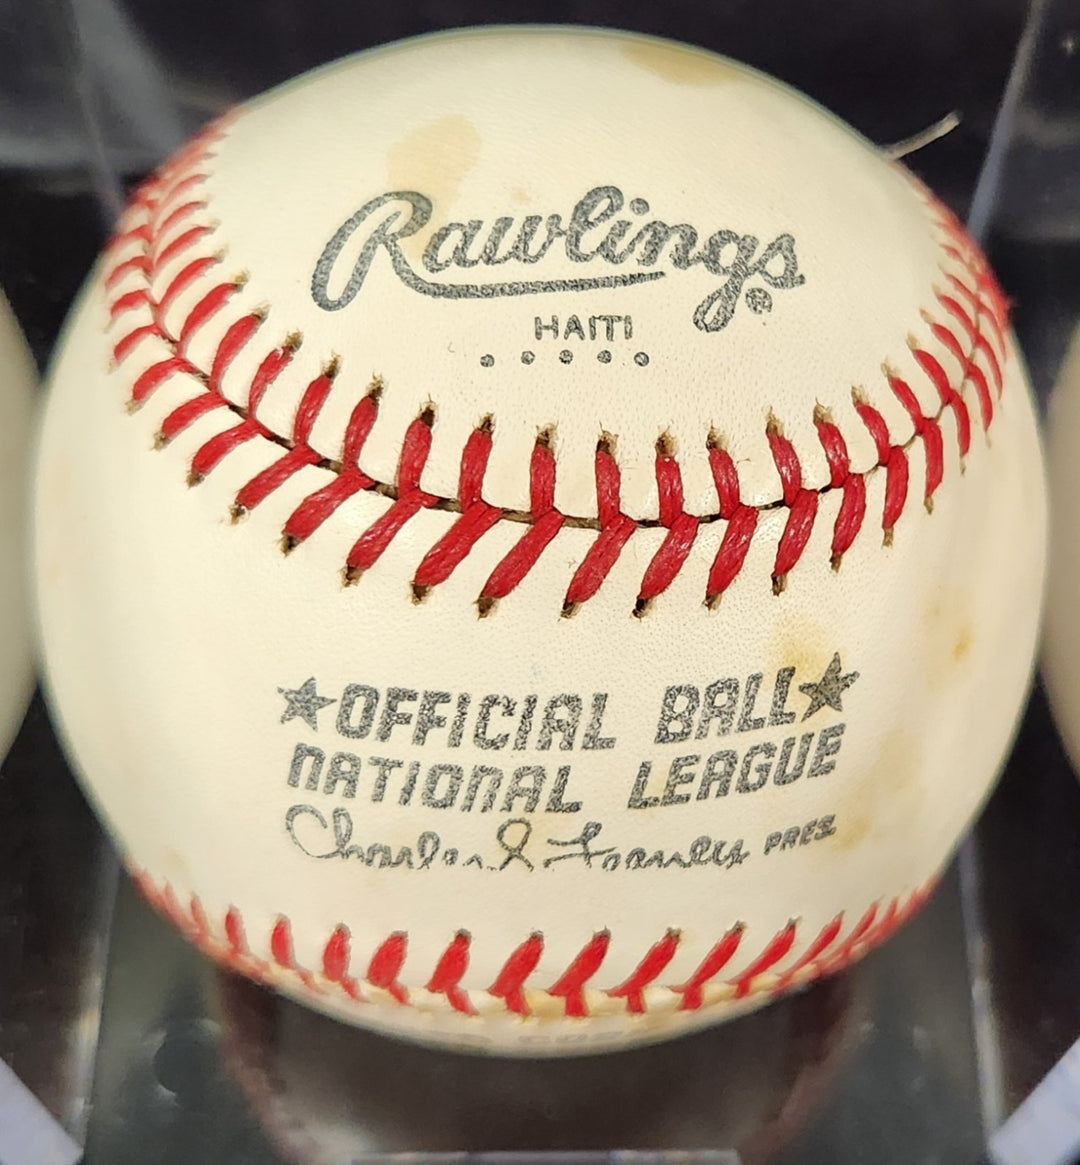 Rawlings®
HAITI
★OFFICIAL BALL★
NATIONAL LEAGUE
Charles S. Feeney PRES.